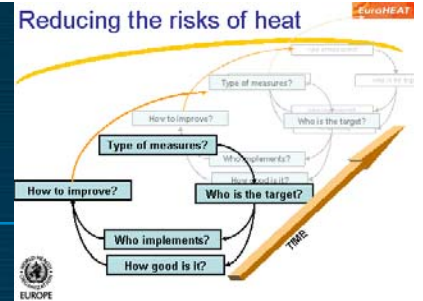 Reducing the risks of heat
EuroHEAT
Type of measures?
How to improve?
Who is the target?
Who implements?
How good is it?
Type of measures?
How to improve?
Who is the target?
Who implements?
How good is it?
TIME
EUROPE